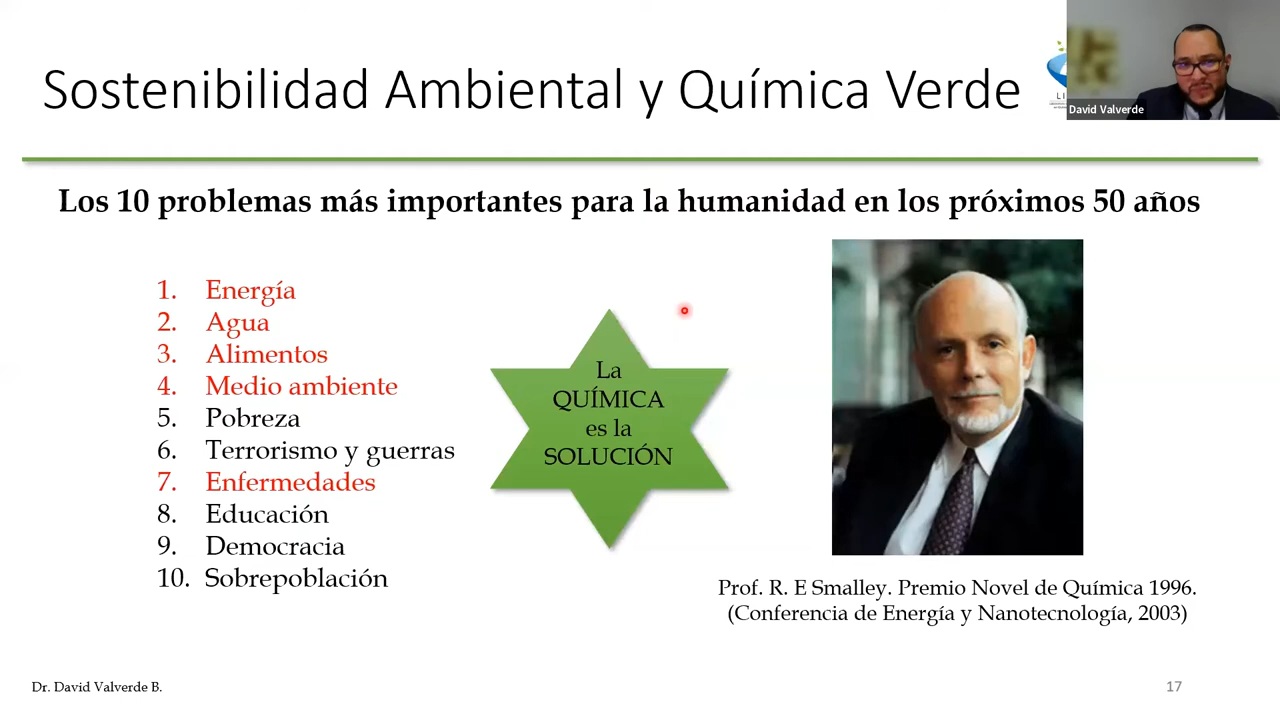 Sostenibilidad Ambiental y Química Verde
David Valverde
Los 10 problemas más importantes para la humanidad en los próximos 50 años
1. Energía
2. Agua
3. Alimentos
4. Medio ambiente
5. Pobreza
6. Terrorismo y guerras
7. Enfermedades
8. Educación
9. Democracia
10. Sobrepoblación
La
QUÍMICA
es la
SOLUCIÓN
Prof. R. E Smalley. Premio Novel de Química 1996.
(Conferencia de Energía y Nanotecnología, 2003)
Dr. David Valverde B.
17